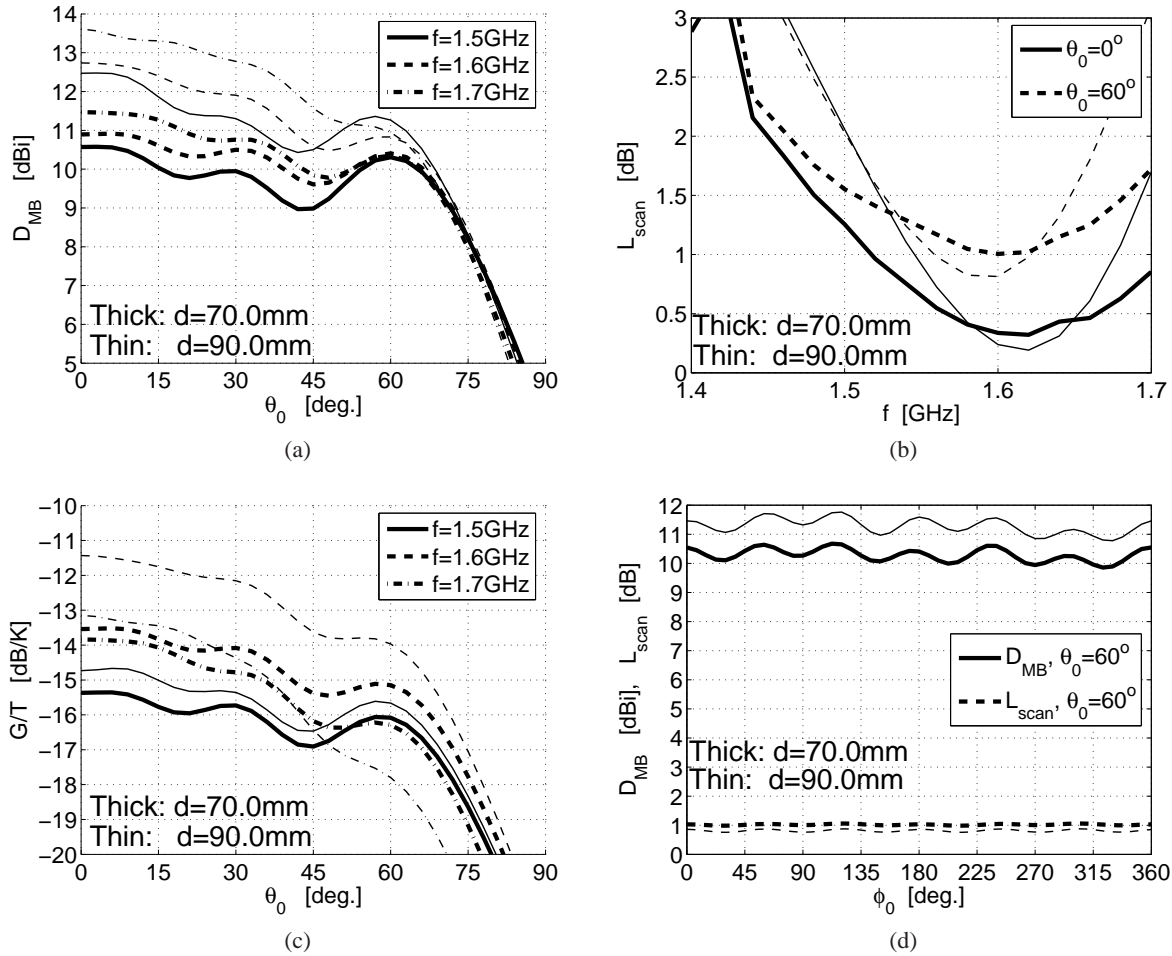 14
13
12
11
10
9
8
7
6
5
D_MB [dBi]
f=1.5GHz
f=1.6GHz
f=1.7GHz
Thick: d=70.0mm
Thin: d=90.0mm
0 15 30 45 60 75 90
θ_0 [deg.]
(a)
3
2.5
2
1.5
1
0.5
0
L_scan [dB]
θ_0=0°
θ_0=60°
Thick: d=70.0mm
Thin: d=90.0mm
1.4 1.5 1.6 1.7
f [GHz]
(b)
−10
−11
−12
−13
−14
−15
−16
−17
−18
−19
−20
G/T [dB/K]
f=1.5GHz
f=1.6GHz
f=1.7GHz
Thick: d=70.0mm
Thin: d=90.0mm
0 15 30 45 60 75 90
θ_0 [deg.]
(c)
12
11
10
9
8
7
6
5
4
3
2
1
0
D_MB [dBi], L_scan [dB]
D_MB, θ_0=60°
L_scan, θ_0=60°
Thick: d=70.0mm
Thin: d=90.0mm
0 45 90 135 180 225 270 315 360
ϕ_0 [deg.]
(d)